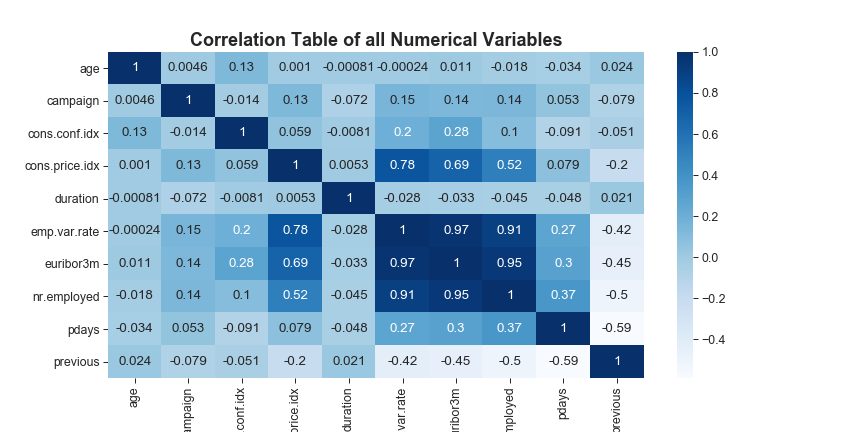 Correlation Table of all Numerical Variables
age 1 0.0046 0.13 0.001 -0.00081 -0.00024 0.011 -0.018 -0.034 0.024
campaign 0.0046 1 -0.014 0.13 -0.072 0.15 0.14 0.14 0.053 -0.079
cons.conf.idx 0.13 -0.014 1 0.059 -0.0081 0.2 0.28 0.1 -0.091 -0.051
cons.price.idx 0.001 0.13 0.059 1 0.0053 0.78 0.69 0.52 0.079 -0.2
duration -0.00081 -0.072 -0.0081 0.0053 1 -0.028 -0.033 -0.045 -0.048 0.021
emp.var.rate -0.00024 0.15 0.2 0.78 -0.028 1 0.97 0.91 0.27 -0.42
euribor3m 0.011 0.14 0.28 0.69 -0.033 0.97 1 0.95 0.3 -0.45
nr.employed -0.018 0.14 0.1 0.52 -0.045 0.91 0.95 1 0.37 -0.5
pdays -0.034 0.053 -0.091 0.079 -0.048 0.27 0.3 0.37 1 -0.59
previous 0.024 -0.079 -0.051 -0.2 0.021 -0.42 -0.45 -0.5 -0.59 1
age
ampaign
conf.idx
price.idx
duration
var.rate
uribor3m
mployed
pdays
previous
1.0
0.8
0.6
0.4
0.2
0.0
−0.2
−0.4